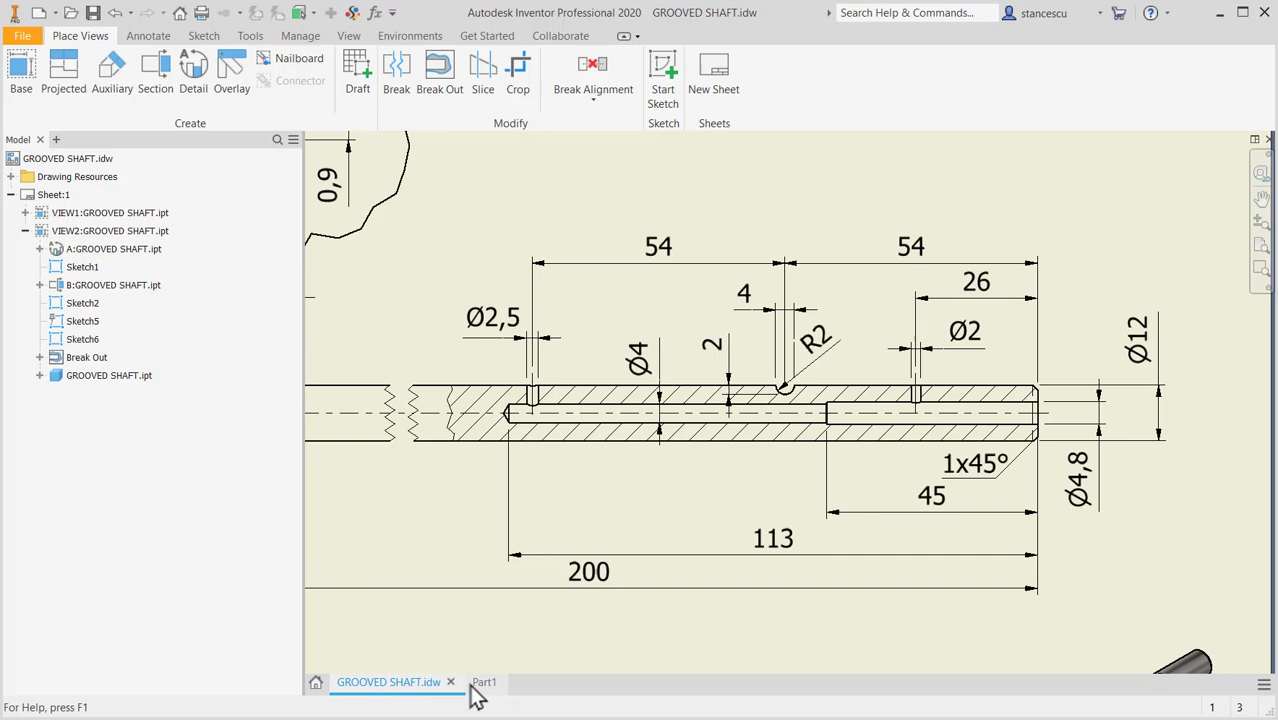 Autodesk Inventor Professional 2020 GROOVED SHAFT.idw
Search Help & Commands...
stancescu
PRO
File Place Views Annotate Sketch Tools Manage View Environments Get Started Collaborate
Base
Projected
Auxiliary
Section
Detail
Overlay
Nailboard
Connector
Draft
Break
Break Out
Slice
Crop
Break Alignment
Start
Sketch
New Sheet
Create
Modify
Sketch
Sheets
Model
GROOVED SHAFT.idw
Drawing Resources
Sheet:1
VIEW1:GROOVED SHAFT.ipt
VIEW2:GROOVED SHAFT.ipt
A:GROOVED SHAFT.ipt
Sketch1
B:GROOVED SHAFT.ipt
Sketch2
Sketch5
Sketch6
Break Out
GROOVED SHAFT.ipt
0,9
54
54
26
4
Ø2,5
Ø4
2
R2
Ø2
Ø12
1x45°
Ø4,8
45
113
200
GROOVED SHAFT.idw
Part1
For Help, press F1
1
3